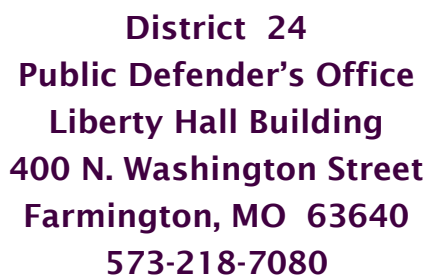 District  24
Public Defender’s Office
Liberty Hall Building
400 N. Washington Street
Farmington, MO  63640
573-218-7080